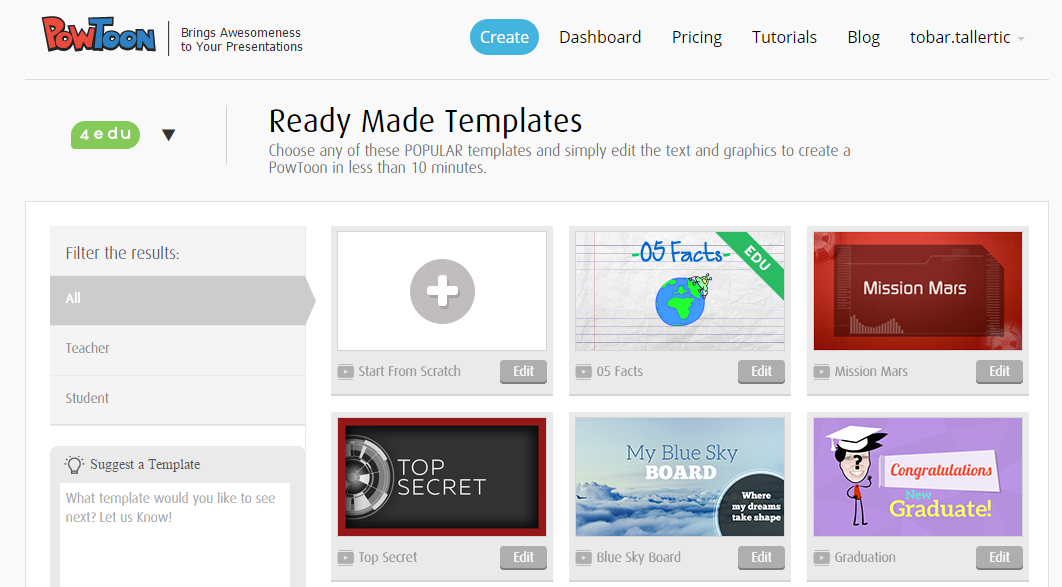 PowToon
Brings Awesomeness
to Your Presentations
Create
Dashboard
Pricing
Tutorials
Blog
tobar.tallertic
4edu
Ready Made Templates
Choose any of these POPULAR templates and simply edit the text and graphics to create a
PowToon in less than 10 minutes.
Filter the results:
All
Teacher
Student
Suggest a Template
What template would you like to see
next? Let us Know!
Start From Scratch
Edit
-05 Facts-
EDU
05 Facts
Edit
Mission Mars
Mission Mars
Edit
TOP
SECRET
Top Secret
Edit
My Blue Sky
BOARD
Where
my dreams
take shape
Blue Sky Board
Edit
?
Congratulations
New
Graduate!
Graduation
Edit